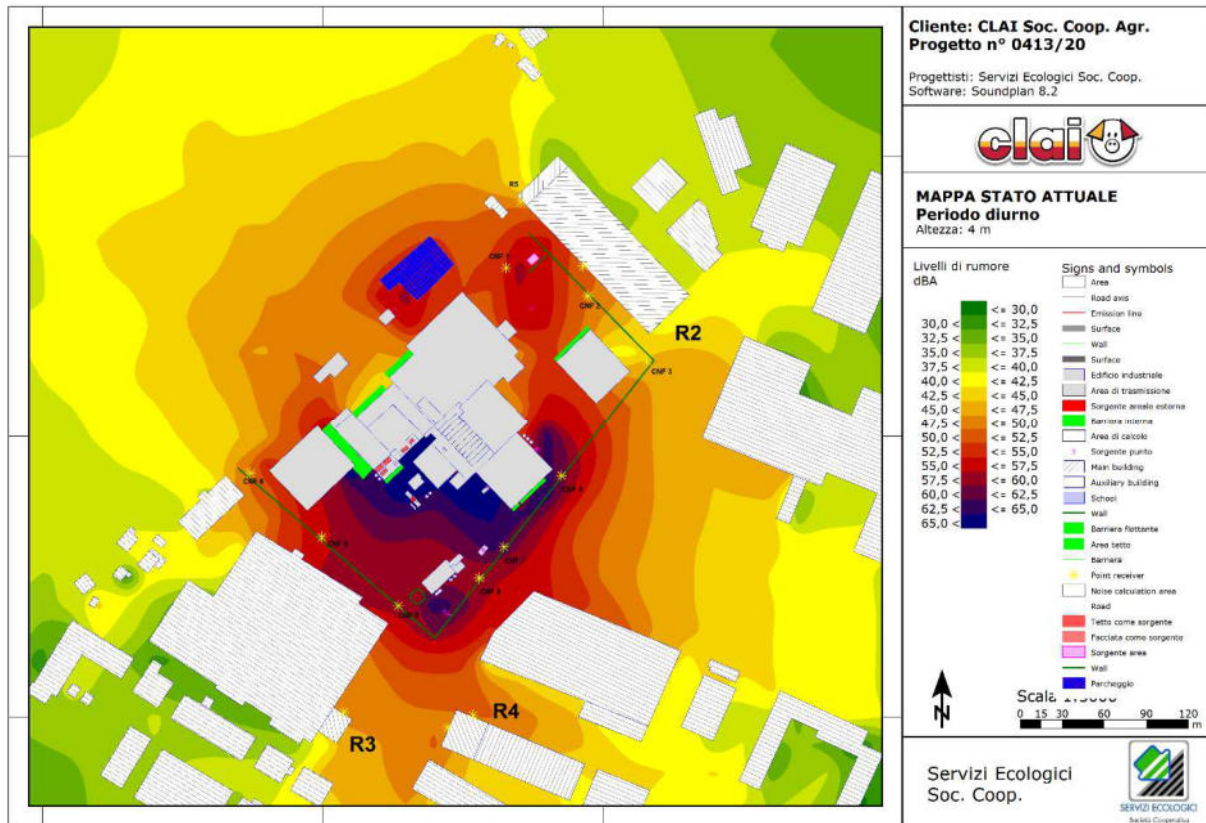 Cliente: CLAI Soc. Coop. Agr.
Progetto n° 0413/20
Progettisti: Servizi Ecologici Soc. Coop.
Software: Soundplan 8.2
clai
MAPPA STATO ATTUALE
Periodo diurno
Altezza: 4 m
Livelli di rumore
dBA
<= 30,0
30,0 < <= 32,5
32,5 < <= 35,0
35,0 < <= 37,5
37,5 < <= 40,0
40,0 < <= 42,5
42,5 < <= 45,0
45,0 < <= 47,5
47,5 < <= 50,0
50,0 < <= 52,5
52,5 < <= 55,0
55,0 < <= 57,5
57,5 < <= 60,0
60,0 < <= 62,5
62,5 < <= 65,0
65,0 <
Signs and symbols
Area
Road axis
Emission line
Surface
Wall
Surface
Edificio industriale
Area di trasmissione
Sorgente areale esterna
Barriera interna
Area di calcolo
Sorgente punto
Main building
Auxiliary building
School
Wall
Barriera flottante
Area tetto
Barriera
Point receiver
Noise calculation area
Road
Tetto come sorgente
Facciata come sorgente
Sorgente area
Wall
Parcheggio
N
0 15 30 60 90 120
m
Servizi Ecologici
Soc. Coop.
SERVIZI ECOLOGICI
Società Cooperativa
R5
CNF 1
CNF 2
R2
CNF 3
R4
R3